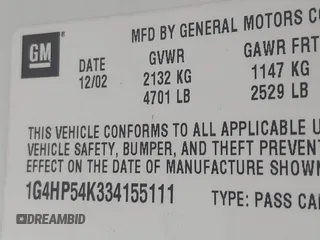 MFD BY GENERAL MOTORS CO
GM
DATE GVWR GAWR FRT
12/02 2132 KG 1147 KG
4701 LB 2529 LB
THIS VEHICLE CONFORMS TO ALL APPLICABLE
VEHICLE SAFETY, BUMPER, AND THEFT PREVENT
EFFECT ON THE DATE OF MANUFACTURE SHOWN
1G4HP54K334155111 TYPE: PASS CA
DREAMBID